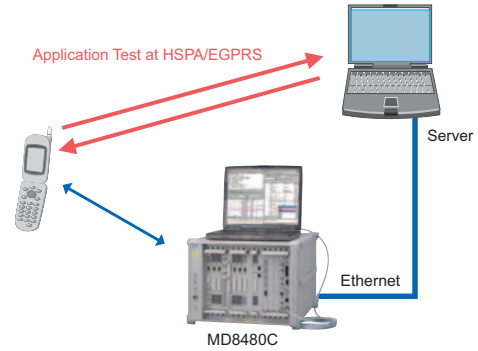 Application Test at HSPA/EGPRS
Server
Ethernet
MD8480C